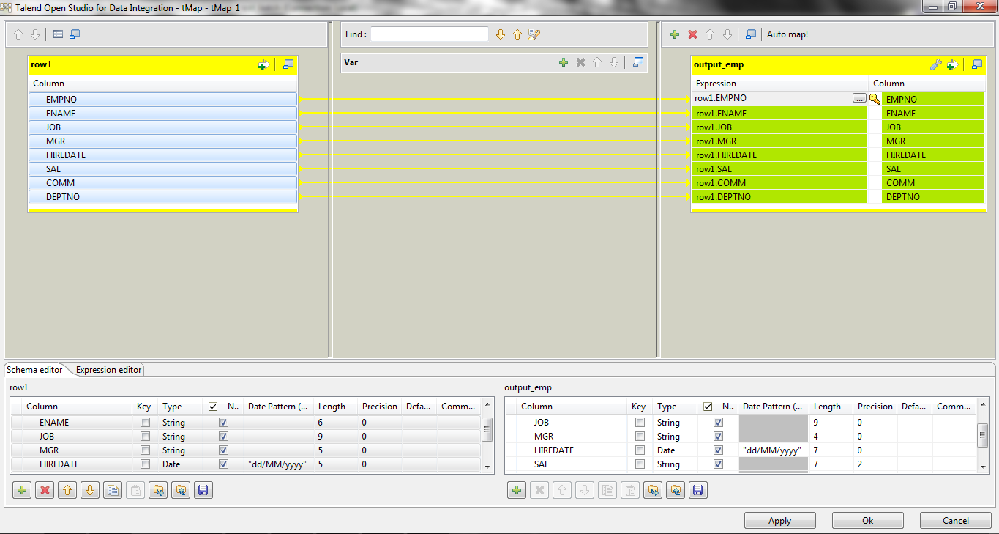 Talend Open Studio for Data Integration - tMap - tMap_1
Find :
Auto map!
row1
Column
EMPNO
ENAME
JOB
MGR
HIREDATE
SAL
COMM
DEPTNO
Var
output_emp
Expression Column
row1.EMPNO ... EMPNO
row1.ENAME ENAME
row1.JOB JOB
row1.MGR MGR
row1.HIREDATE HIREDATE
row1.SAL SAL
row1.COMM COMM
row1.DEPTNO DEPTNO
Schema editor Expression editor
row1
Column Key Type N.. Date Pattern (... Length Precision Defa... Comm...
ENAME String 6 0
JOB String 9 0
MGR String 5 0
HIREDATE Date "dd/MM/yyyy" 5 0
output_emp
Column Key Type N.. Date Pattern (... Length Precision Defa... Comm...
JOB String 9 0
MGR String 4 0
HIREDATE Date "dd/MM/yyyy" 7 0
SAL String 7 2
Apply Ok Cancel